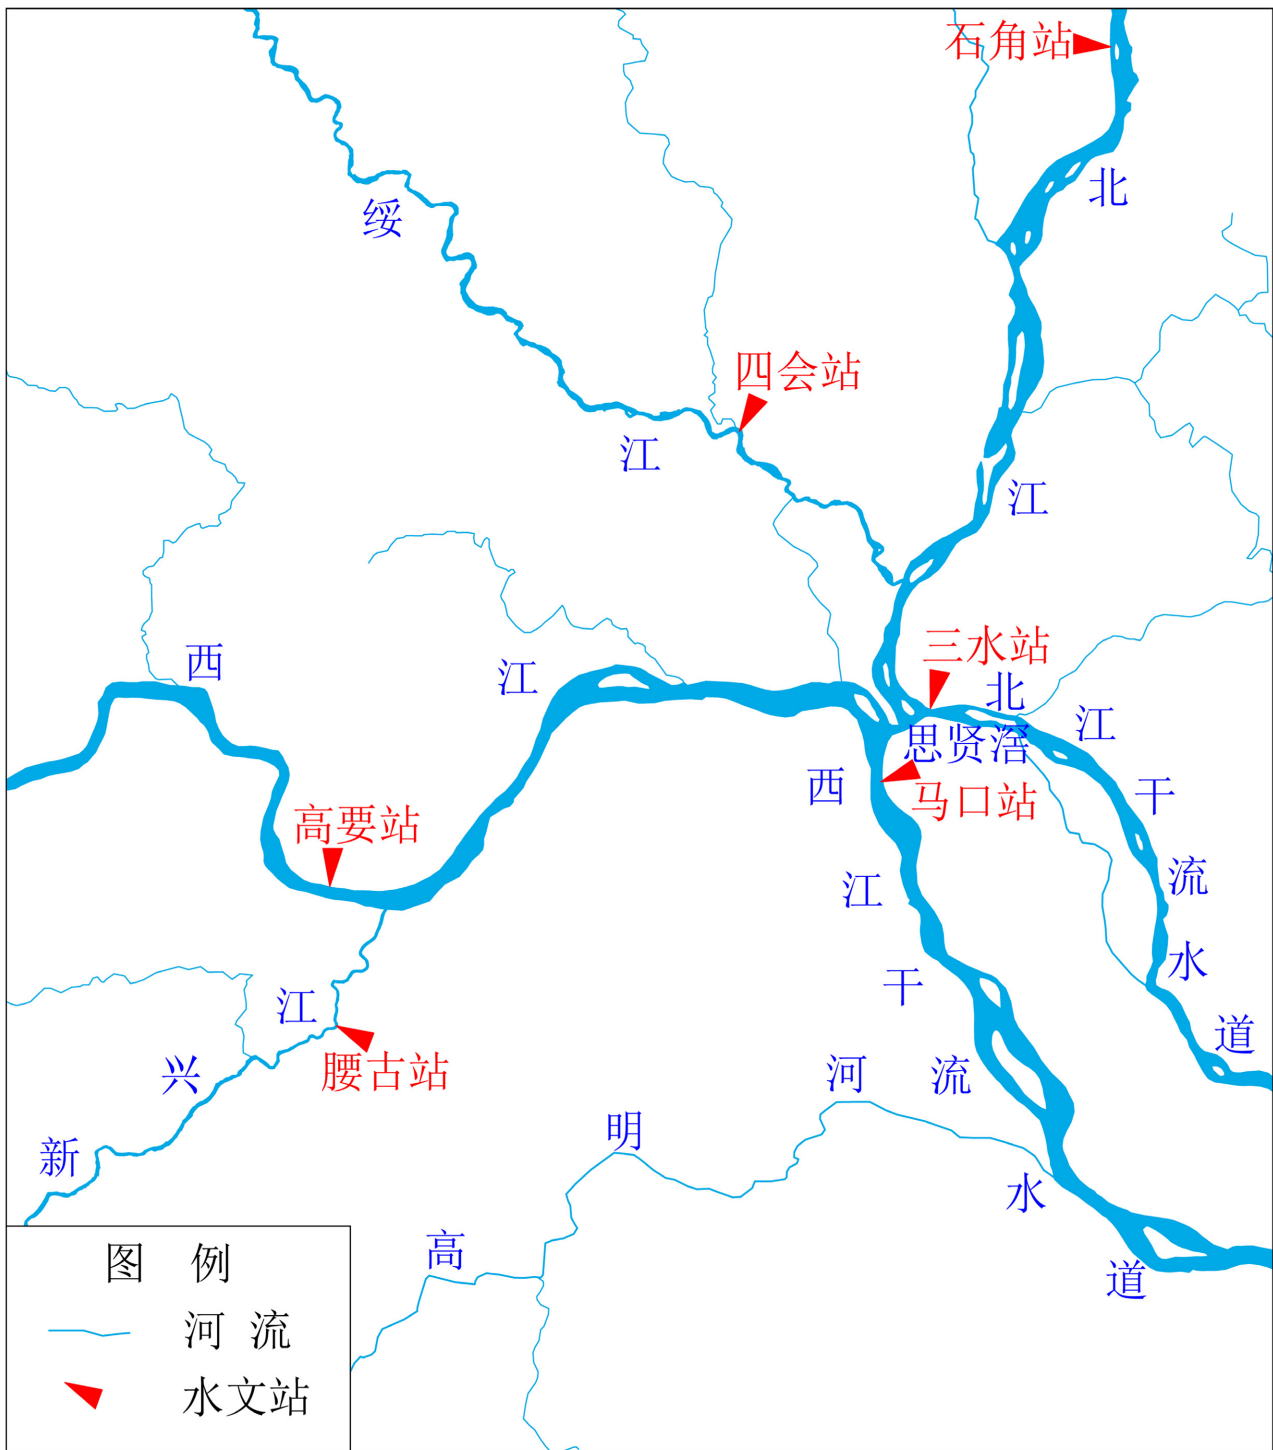 石角站
北
绥
四会站
江
江
三水站
西
江
北
江
思贤滘
西
马口站
干
高要站
江
流
干
水
江
道
腰古站
兴
河
流
明
新
水
高
道
图 例
河 流
水文站